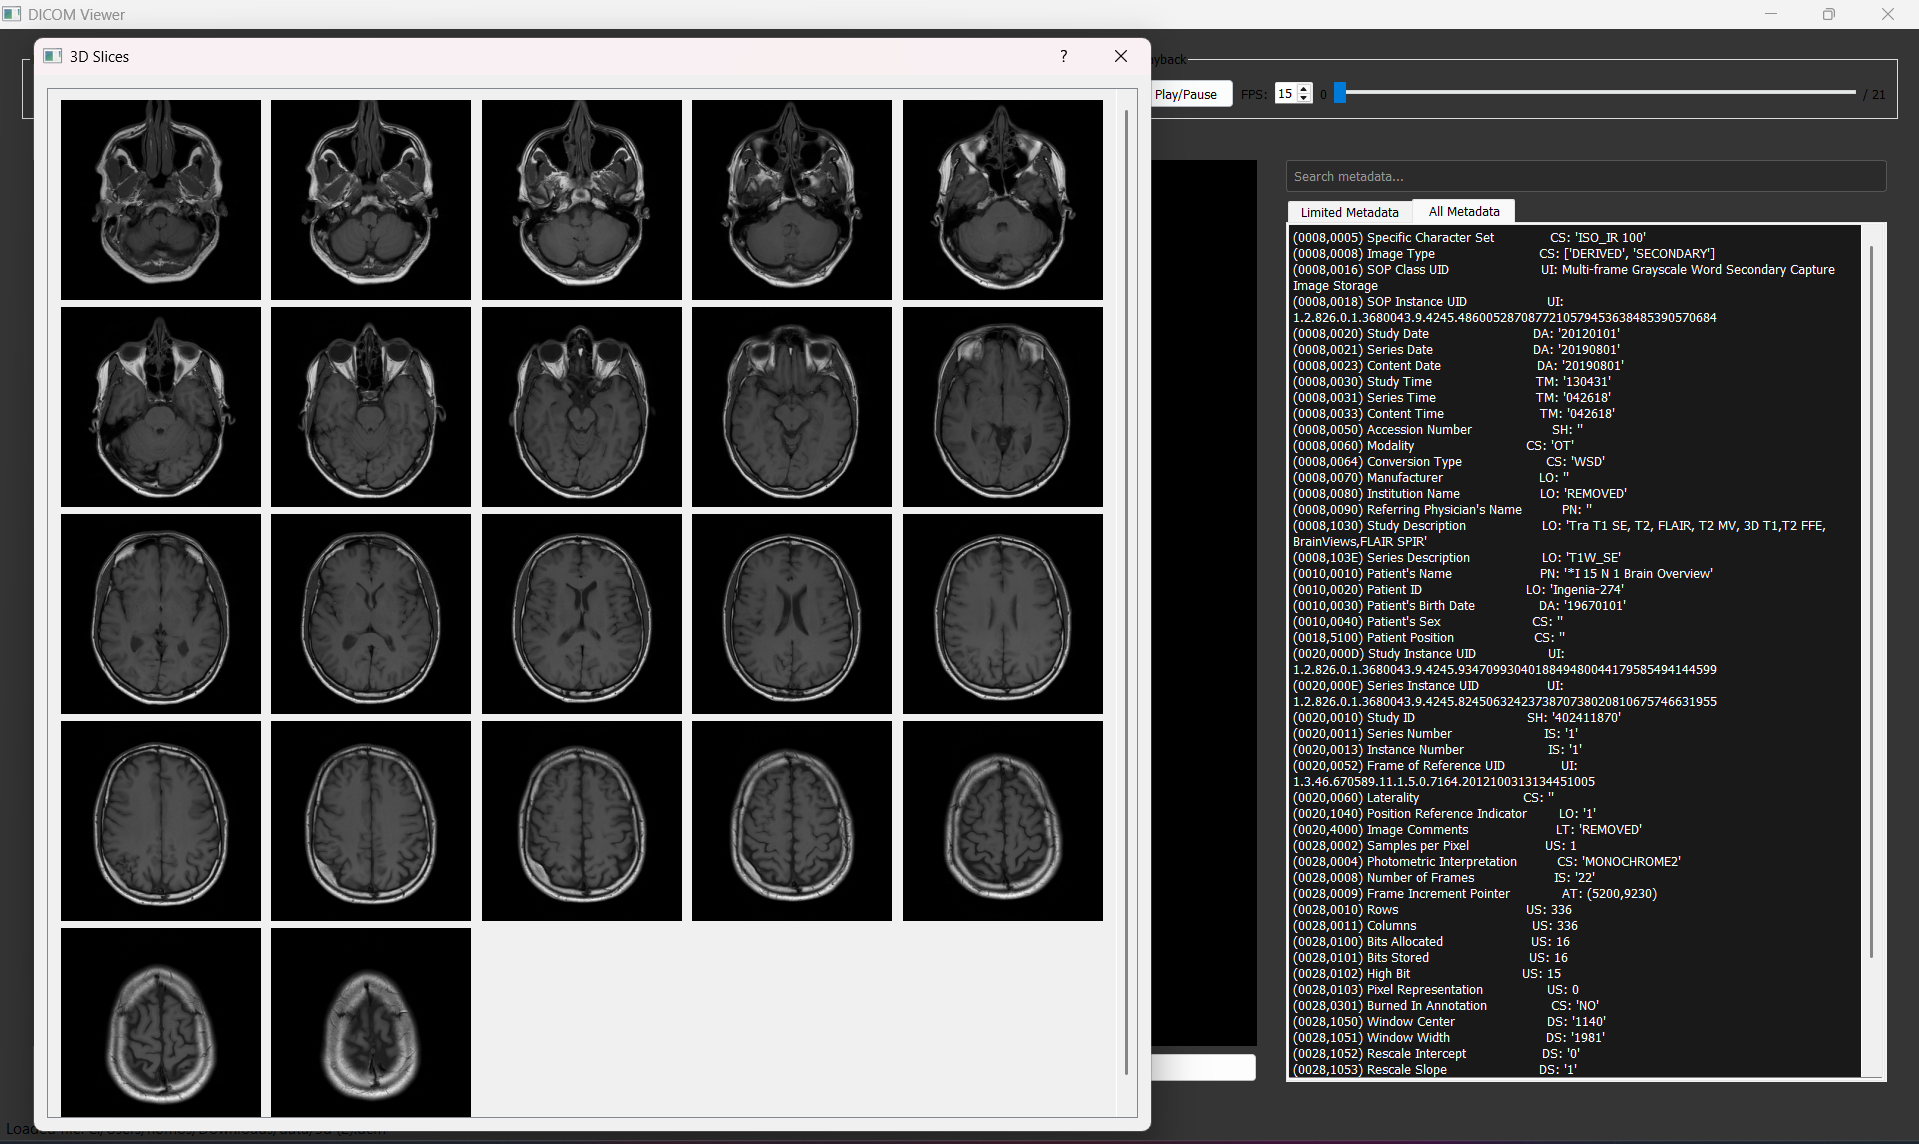 DICOM Viewer
3D Slices
?
yback
Play/Pause
FPS:
15
0
/ 21
Search metadata...
Limited Metadata
All Metadata
(0008,0005) Specific Character Set CS: 'ISO_IR 100'
(0008,0008) Image Type CS: ['DERIVED', 'SECONDARY']
(0008,0016) SOP Class UID UI: Multi-frame Grayscale Word Secondary Capture
Image Storage
(0008,0018) SOP Instance UID UI:
1.2.826.0.1.3680043.9.4245.4860052870877210579453638485390570684
(0008,0020) Study Date DA: '20120101'
(0008,0021) Series Date DA: '20190801'
(0008,0023) Content Date DA: '20190801'
(0008,0030) Study Time TM: '130431'
(0008,0031) Series Time TM: '042618'
(0008,0033) Content Time TM: '042618'
(0008,0050) Accession Number SH: ''
(0008,0060) Modality CS: 'OT'
(0008,0064) Conversion Type CS: 'WSD'
(0008,0070) Manufacturer LO: ''
(0008,0080) Institution Name LO: 'REMOVED'
(0008,0090) Referring Physician's Name PN: ''
(0008,1030) Study Description LO: 'Tra T1 SE, T2, FLAIR, T2 MV, 3D T1,T2 FFE,
BrainViews,FLAIR SPIR'
(0008,103E) Series Description LO: 'T1W_SE'
(0010,0010) Patient's Name PN: '*I 15 N 1 Brain Overview'
(0010,0020) Patient ID LO: 'Ingenia-274'
(0010,0030) Patient's Birth Date DA: '19670101'
(0010,0040) Patient's Sex CS: ''
(0018,5100) Patient Position CS: ''
(0020,000D) Study Instance UID UI:
1.2.826.0.1.3680043.9.4245.9347099304018849480044179585494144599
(0020,000E) Series Instance UID UI:
1.2.826.0.1.3680043.9.4245.8245063242373870738020810675746631955
(0020,0010) Study ID SH: '402411870'
(0020,0011) Series Number IS: '1'
(0020,0013) Instance Number IS: '1'
(0020,0052) Frame of Reference UID UI:
1.3.46.670589.11.1.5.0.7164.2012100313134451005
(0020,0060) Laterality CS: ''
(0020,1040) Position Reference Indicator LO: '1'
(0020,4000) Image Comments LT: 'REMOVED'
(0028,0002) Samples per Pixel US: 1
(0028,0004) Photometric Interpretation CS: 'MONOCHROME2'
(0028,0008) Number of Frames IS: '22'
(0028,0009) Frame Increment Pointer AT: (5200,9230)
(0028,0010) Rows US: 336
(0028,0011) Columns US: 336
(0028,0100) Bits Allocated US: 16
(0028,0101) Bits Stored US: 16
(0028,0102) High Bit US: 15
(0028,0103) Pixel Representation US: 0
(0028,0301) Burned In Annotation CS: 'NO'
(0028,1050) Window Center DS: '1140'
(0028,1051) Window Width DS: '1981'
(0028,1052) Rescale Intercept DS: '0'
(0028,1053) Rescale Slope DS: '1'